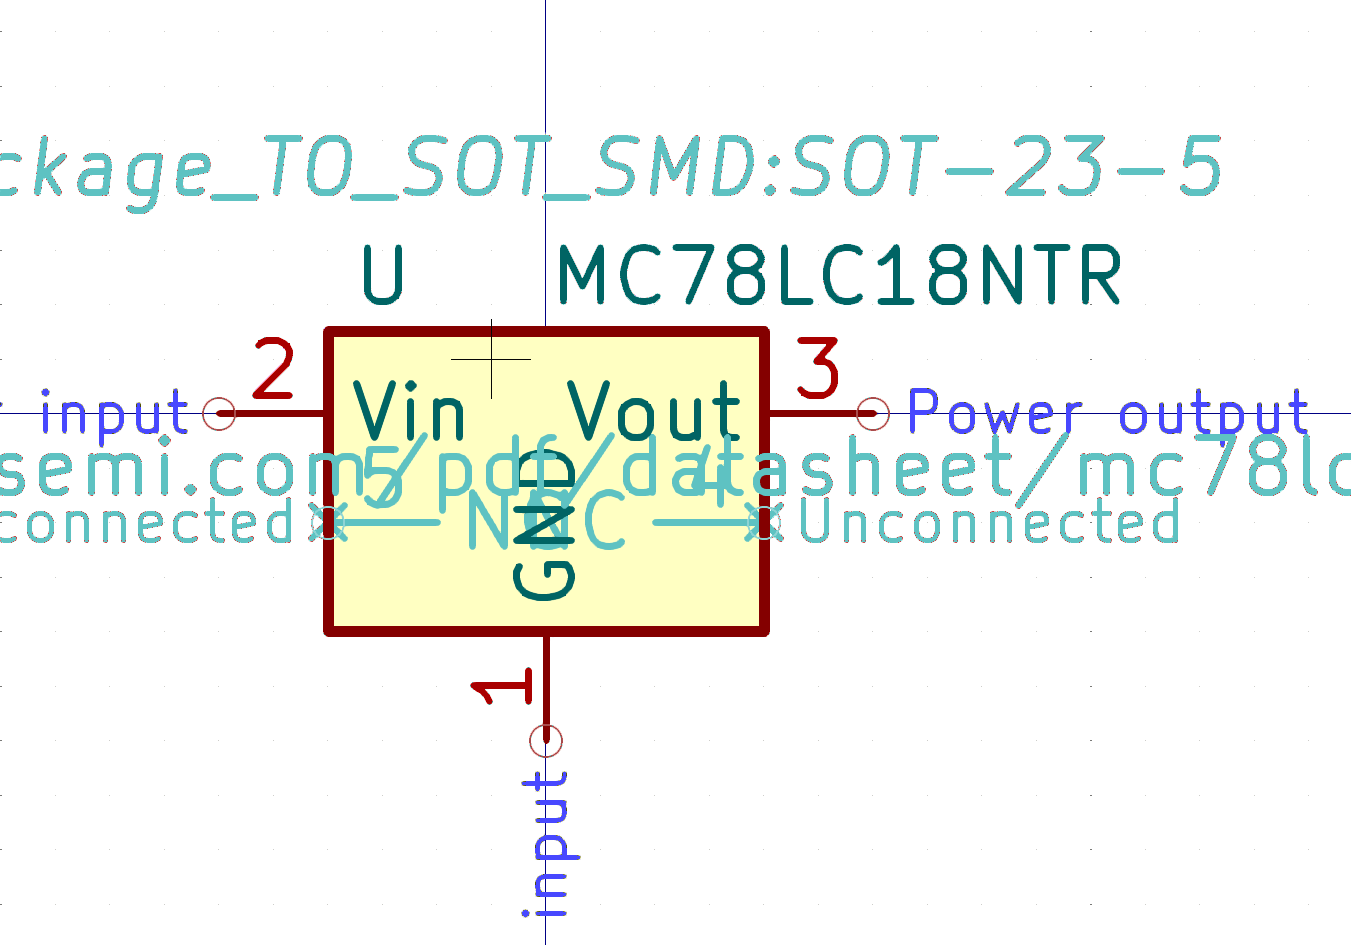 ckage_TO_SOT_SMD:SOT-23-5
U MC78LC18NTR
2 3
input Vin Vout Power output
semi.com/pdf/datasheet/mc78lc
5 4
connected NC NC Unconnected
GND
1
input